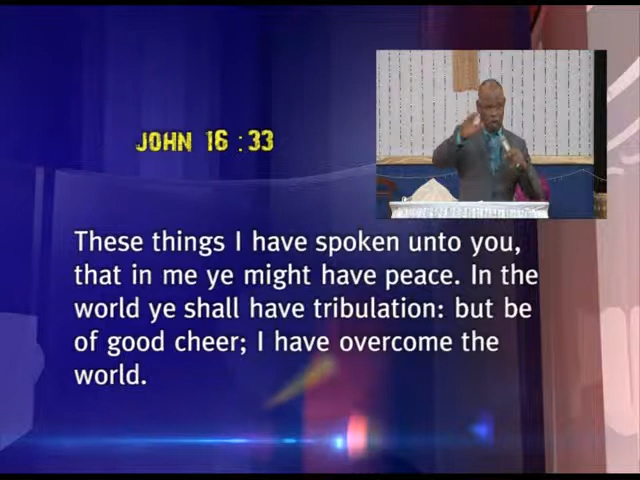 JOHN 16 :33
These things I have spoken unto you,
that in me ye might have peace. In the
world ye shall have tribulation: but be
of good cheer; I have overcome the
world.